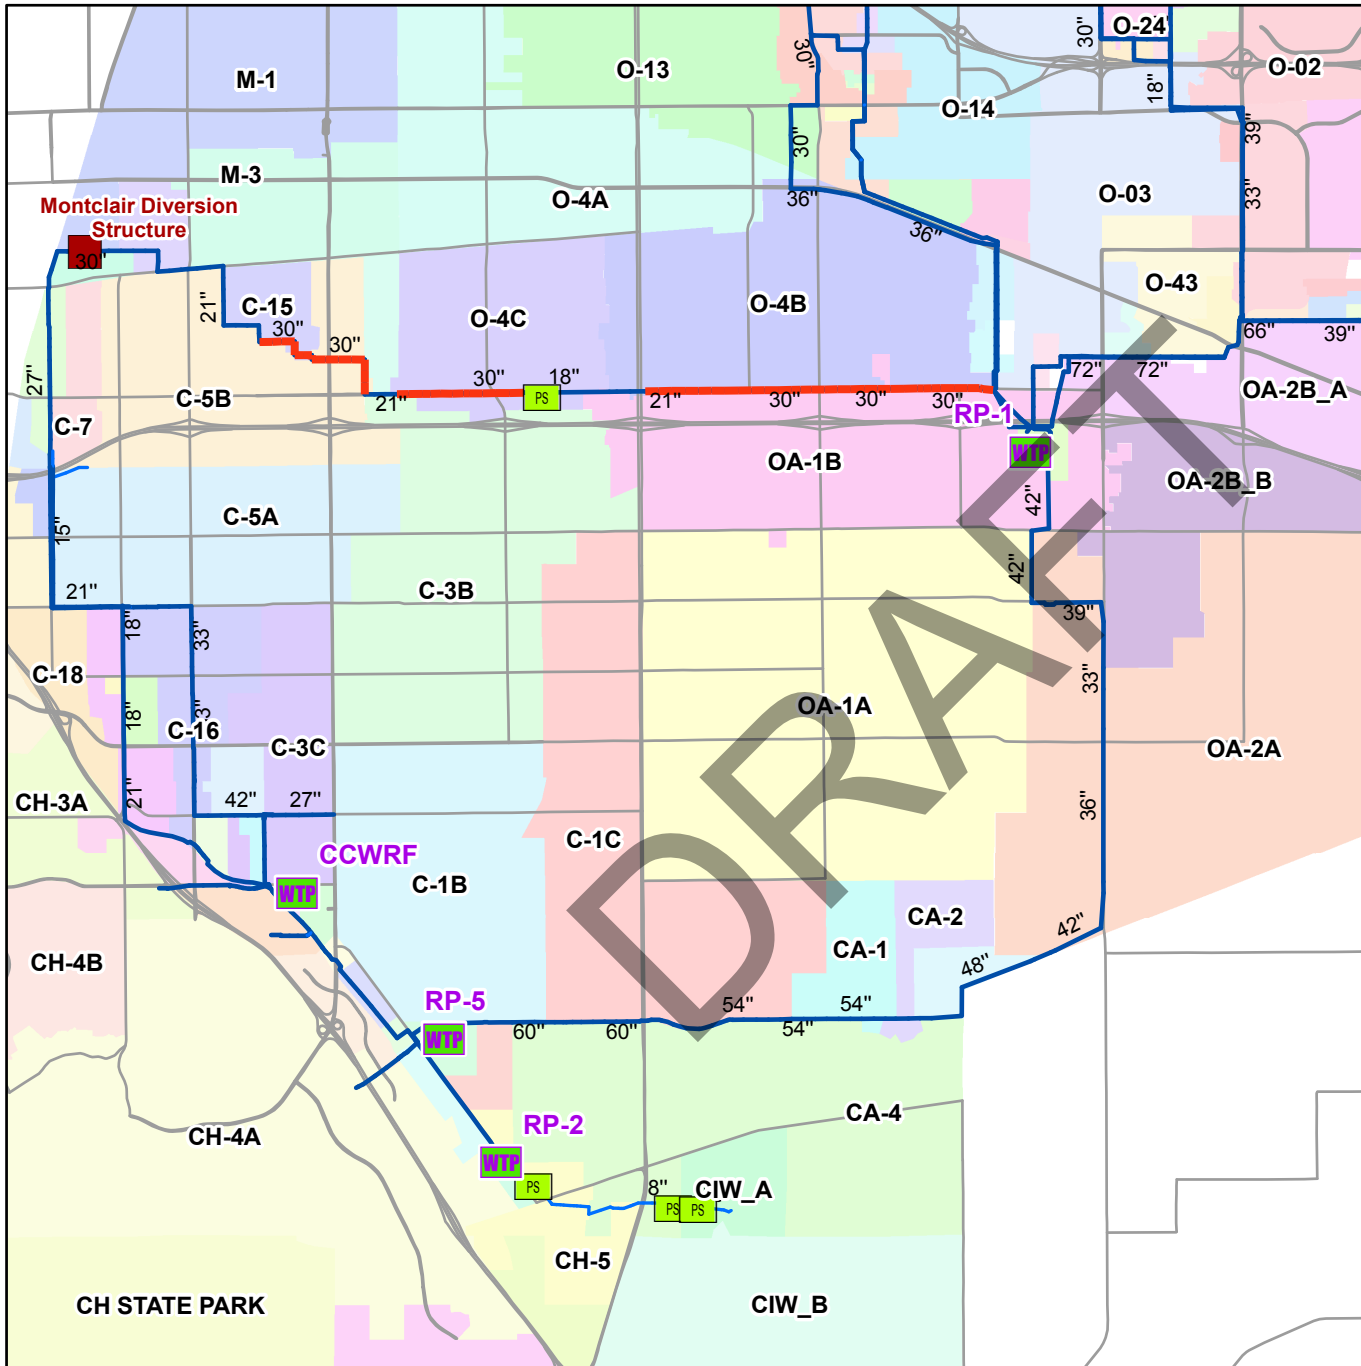 30"
O-24
30"
O-13
O-02
M-1
18"
O-14
39"
30"
M-3
O-4A
36"
O-03
33"
Montclair Diversion
Structure
36"
30"
O-43
21"
C-15
O-4C
O-4B
30"
66"
39"
30"
72"
72"
27"
30"
18"
C-5B
21"
PS
21"
30"
30"
30"
OA-2B_A
RP-1
C-7
WTP
OA-1B
OA-2B_B
42"
C-5A
15"
42"
21"
C-3B
39"
18"
33"
C-18
33"
18"
C-16
33"
OA-1A
C-3C
OA-2A
CH-3A
21"
42"
27"
36"
C-1C
CCWRF
C-1B
WTP
CA-2
42"
CA-1
CH-4B
48"
RP-5
54"
54"
WTP
60"
60"
54"
DRAFT
RP-2
CA-4
CH-4A
WTP
PS
8"
CIW_A
PS
PS
CH-5
CH STATE PARK
CIW_B